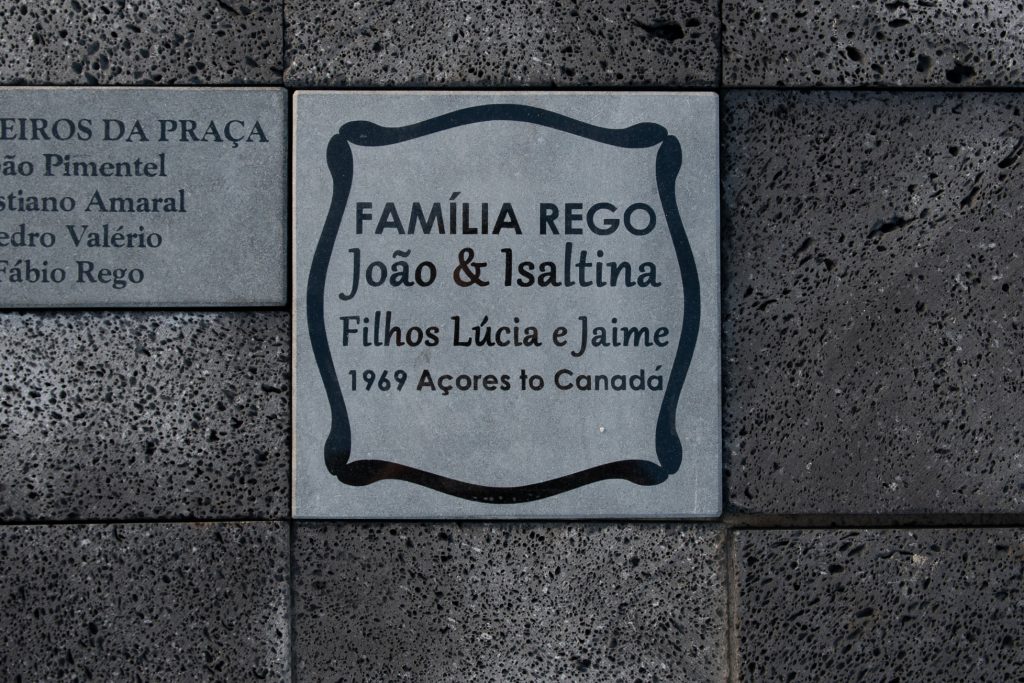 EIROS DA PRAÇA
ão Pimentel
stiano Amaral
edro Valério
Fábio Rego
FAMÍLIA REGO
João & Isaltina
Filhos Lúcia e Jaime
1969 Açores to Canadá